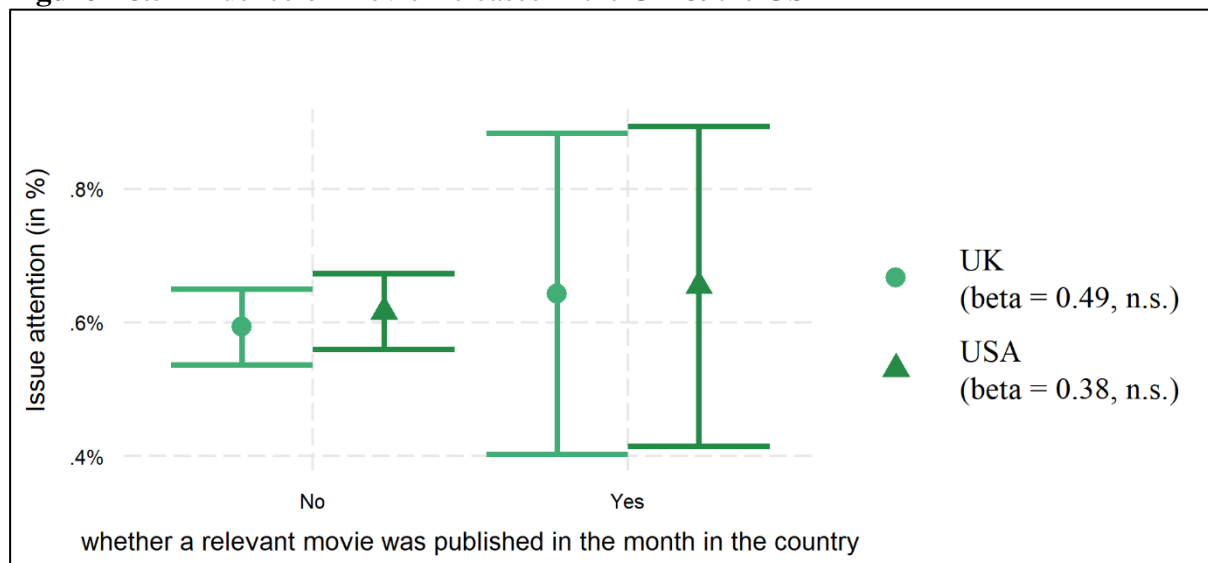 .8%
.6%
.4%
Issue attention (in %)
No
Yes
whether a relevant movie was published in the month in the country
UK
(beta = 0.49, n.s.)
USA
(beta = 0.38, n.s.)